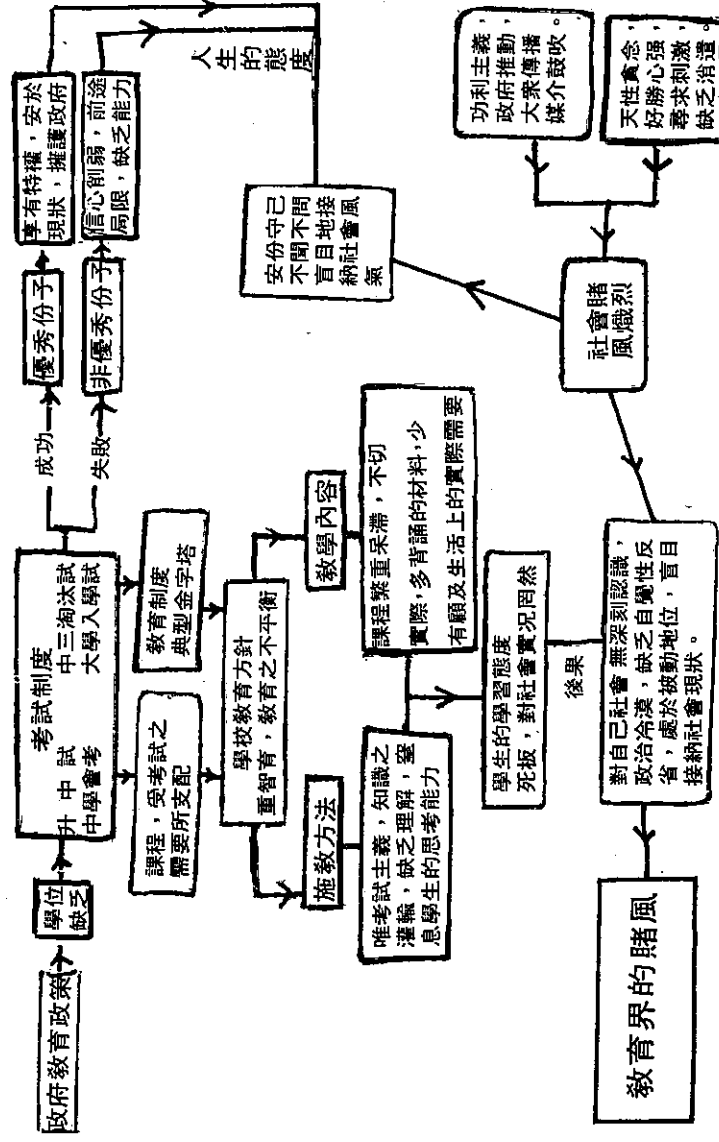 政府教育政策
學位
缺乏
考試制度
升中試　中三淘汰試
中學會考　大學入學試
成功
失敗
優秀份子
非優秀份子
享有特權，安於
現狀，擁護政府
信心削弱，前途
局限，缺乏能力
人生的態度
課程，受考試之
需要所支配
教育制度
典型金字塔
學校教育方針
重智育，教育之不平衡
施教方法
教學內容
唯考試主義，知識之
灌輸，缺乏理解，窒
息學生的思考能力
課程繁重呆滯，不切
實際，多背誦的材料，少
有顧及生活上的實際需要
學生的學習態度
死板，對社會實況罔然
後果
對自己社會無深刻認識，
政治冷漠，缺乏自覺性反
省，處於被動地位，盲目
接納社會現狀。
教育界的賭風
安份守己
不聞不問
盲目地接
納社會風
氣
社會賭
風熾烈
功利主義，
政府推動，
大眾傳播。
媒介鼓吹。
天性貪念，
好勝心强，
尋求刺激，
缺乏消遣。